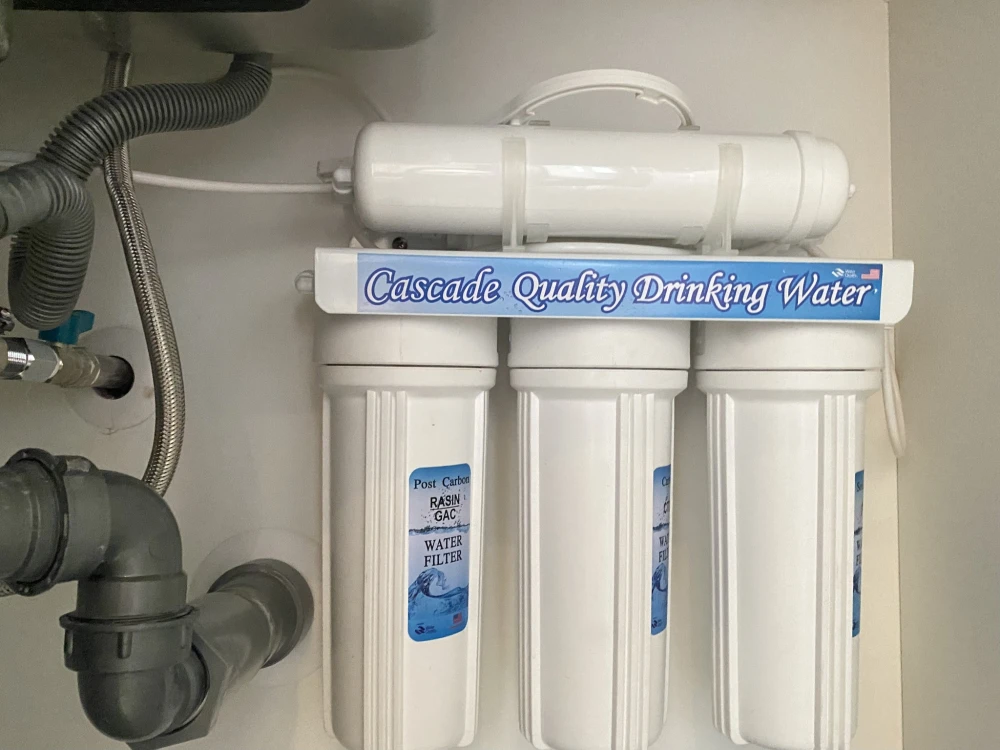 Cascade Quality Drinking Water
Post Carbon
RASIN
GAC
WATER
FILTER